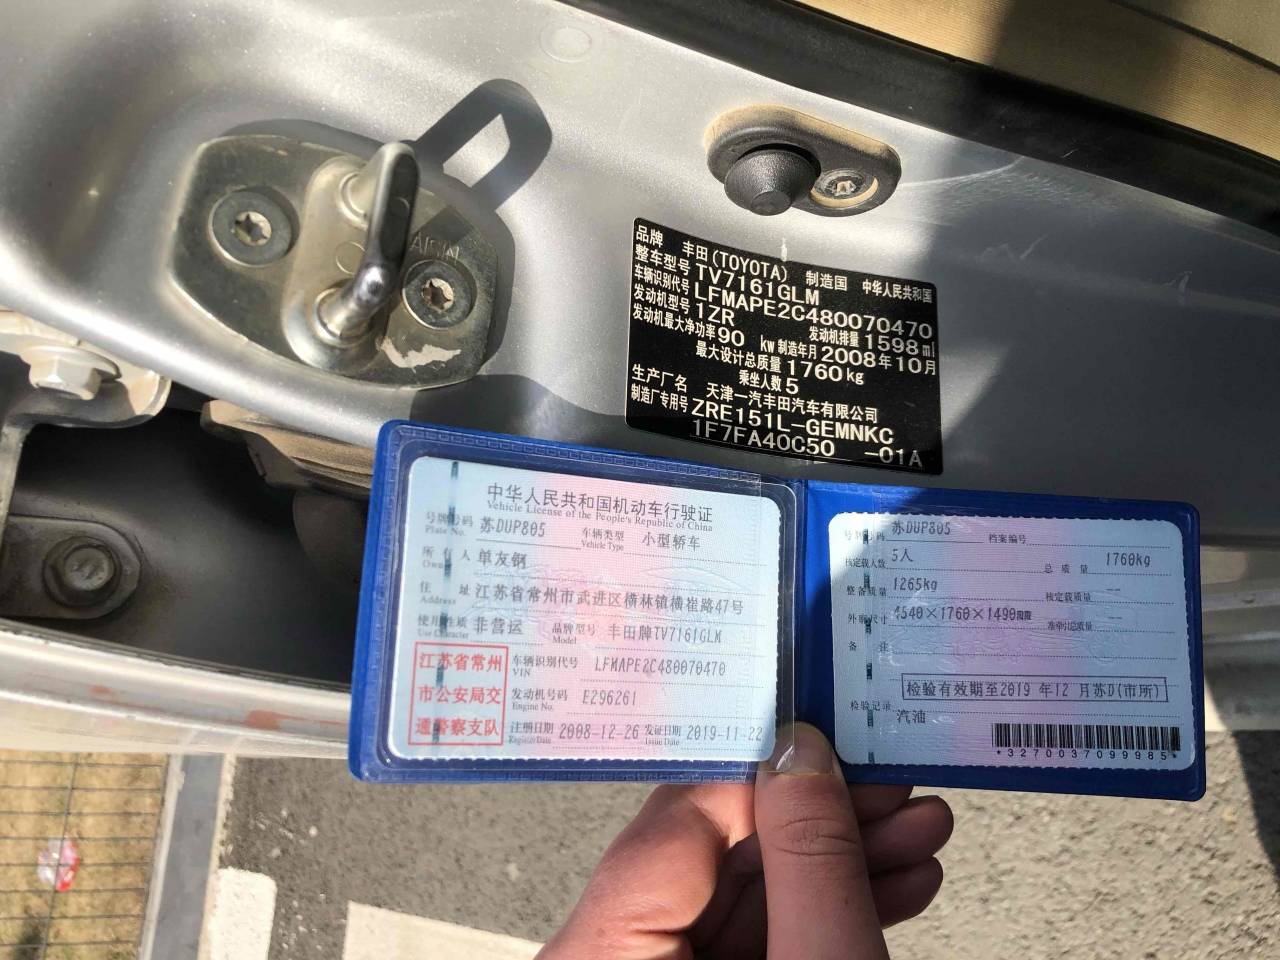 AISIN
品牌 丰田(TOYOTA) 制造国 中华人民共和国
整车型号 TV7161GLM
车辆识别代号 LFMAPE2C480070470
发动机型号 1ZR 发动机排量 1598ml
发动机最大净功率 90 kw 制造年月 2008年10月
最大设计总质量 1760kg
乘坐人数 5
生产厂名 天津一汽丰田汽车有限公司
制造厂专用号 ZRE151L-GEMNKC
1F7FA40C50 -01A
中华人民共和国机动车行驶证
Vehicle License of the People's Republic of China
号牌号码 苏DUP805 车辆类型 小型轿车
Plate No. Vehicle Type
所有人 单友钢
Owner
住址 江苏省常州市武进区横林镇横崔路47号
Address
使用性质 非营运 品牌型号 丰田牌TV7161GLM
Use Character Model
江苏省常州
市公安局交
通警察支队
车辆识别代号 LFMAPE2C480070470
VIN
发动机号码 E296261
Engine No.
注册日期 2008-12-26 发证日期 2019-11-22
Register Date Issue Date
号牌号码 苏DUP805 档案编号
核定载人数 5人 总质量 1760kg
整备质量 1265kg 核定载质量 --
外廓尺寸 4540×1760×1490 准牵引总质量 --
备注
检验有效期至2019年12月苏D(市所)
检验记录
汽油
*3270037099985*